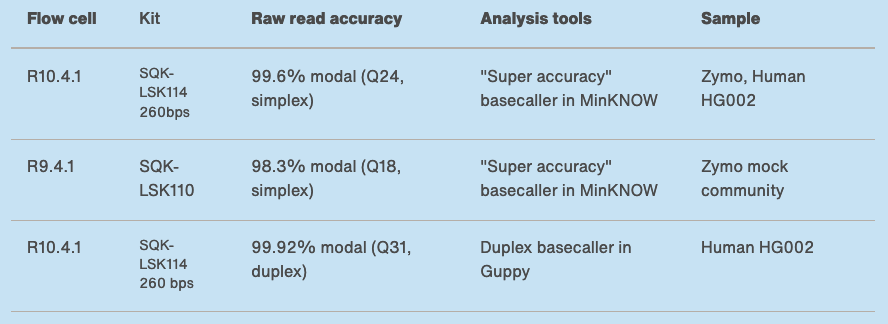 Flow cell Kit Raw read accuracy Analysis tools Sample
R10.4.1 SQK- 99.6% modal (Q24, "Super accuracy" Zymo, Human
LSK114 simplex) basecaller in MinKNOW HG002
260bps
R9.4.1 SQK- 98.3% modal (Q18, "Super accuracy" Zymo mock
LSK110 simplex) basecaller in MinKNOW community
R10.4.1 SQK- 99.92% modal (Q31, Duplex basecaller in Human HG002
LSK114 duplex) Guppy
260 bps